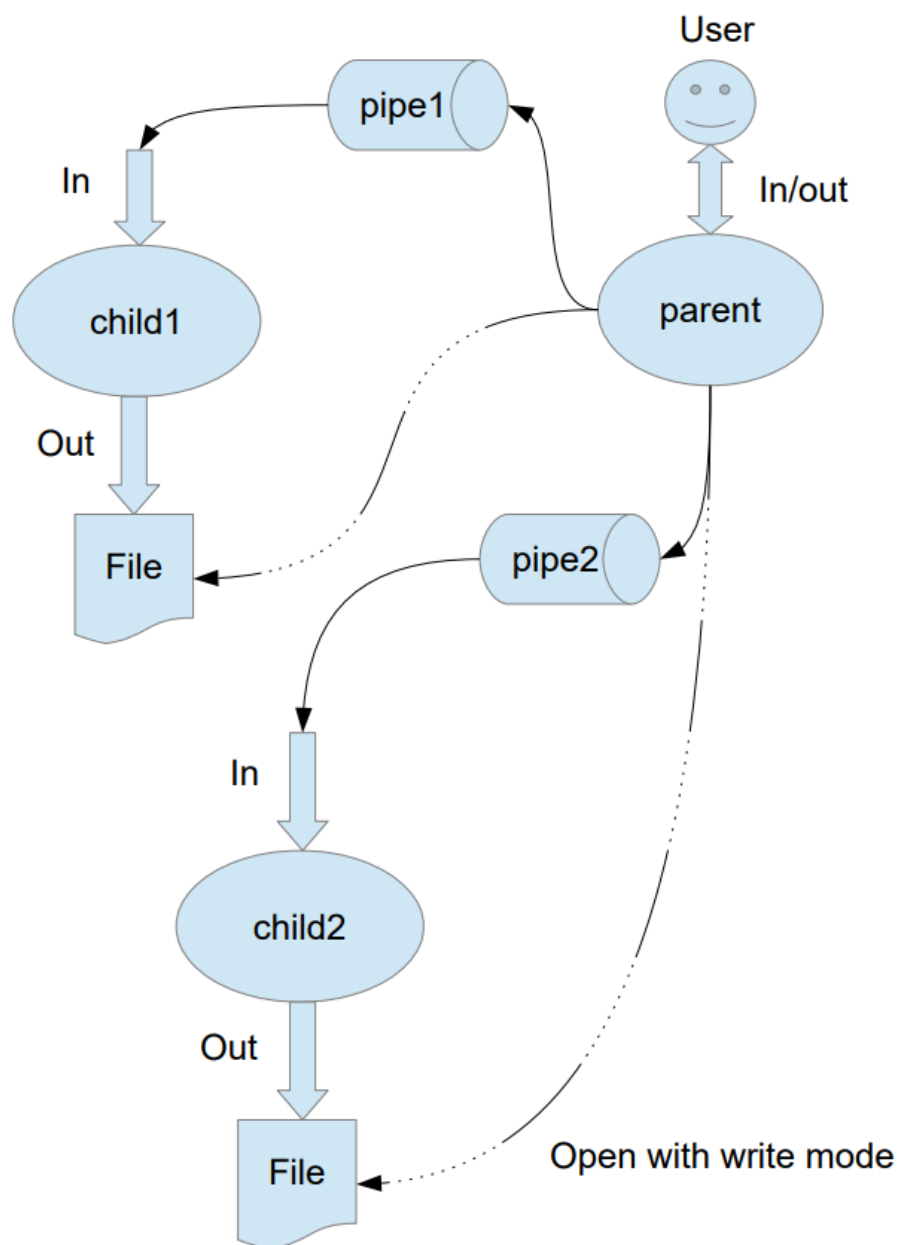 User
pipe1
In
In/out
child1
parent
Out
File
pipe2
In
child2
Out
File
Open with write mode